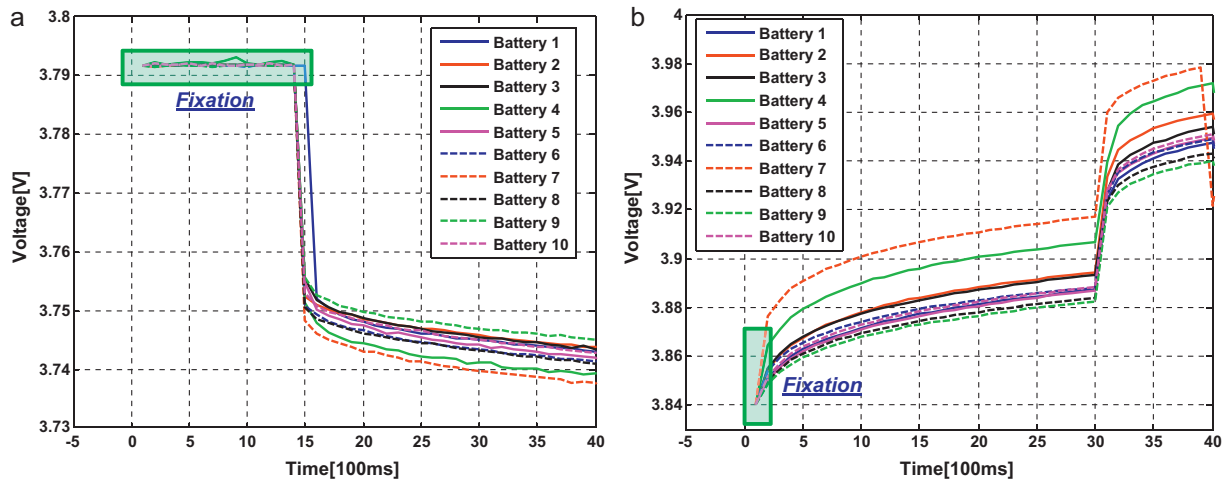 a
3.8
3.79
3.78
3.77
3.76
3.75
3.74
3.73
Voltage[V]
-5 0 5 10 15 20 25 30 35 40
Time[100ms]
Fixation
Battery 1
Battery 2
Battery 3
Battery 4
Battery 5
Battery 6
Battery 7
Battery 8
Battery 9
Battery 10
b
4
3.98
3.96
3.94
3.92
3.9
3.88
3.86
3.84
Voltage[V]
-5 0 5 10 15 20 25 30 35 40
Time[100ms]
Fixation
Battery 1
Battery 2
Battery 3
Battery 4
Battery 5
Battery 6
Battery 7
Battery 8
Battery 9
Battery 10